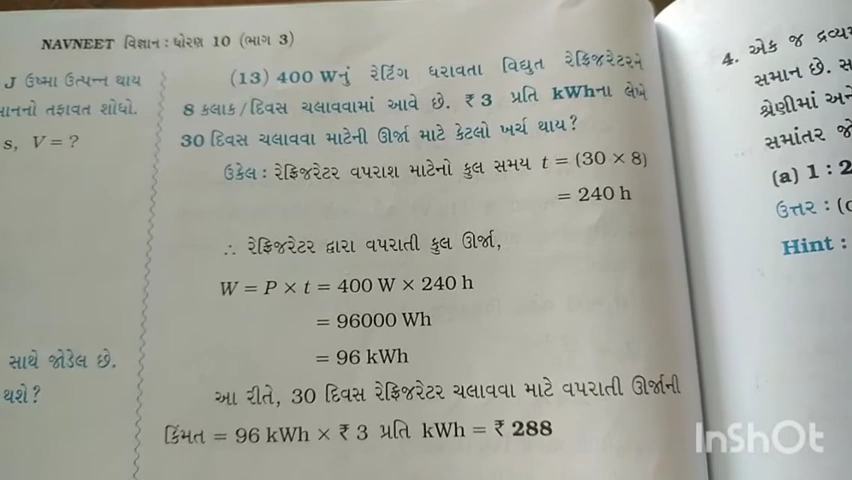 NAVNEET વિજ્ઞાન : ધોરણ 10 (ભાગ 3)
J ઉષ્મા ઉત્પન્ન થાય
તફાવત શોધો.
s, V = ?
સાથે જોડેલ છે.
થશે?
(13) 400 Wનું રેટિંગ ધરાવતા વિદ્યુત રેફ્રિજરેટરને
8 કલાક/દિવસ ચલાવવામાં આવે છે. ₹ 3 પ્રતિ kWhના લેખે
30 દિવસ ચલાવવા માટેની ઊર્જા માટે કેટલો ખર્ચ થાય?
ઉકેલ : રેફ્રિજરેટર વપરાશ માટેનો કુલ સમય t = (30 × 8)
= 240 h
∴ રેફ્રિજરેટર દ્વારા વપરાતી કુલ ઊર્જા,
W = P × t = 400 W × 240 h
= 96000 Wh
= 96 kWh
આ રીતે, 30 દિવસ રેફ્રિજરેટર ચલાવવા માટે વપરાતી ઊર્જાની
કિંમત = 96 kWh × ₹ 3 પ્રતિ kWh = ₹ 288
4. એક જ
સમાન છે.
શ્રેણીમાં અને
સમાંતર
(a) 1 : 2
ઉત્તર :
Hint :
InShOt